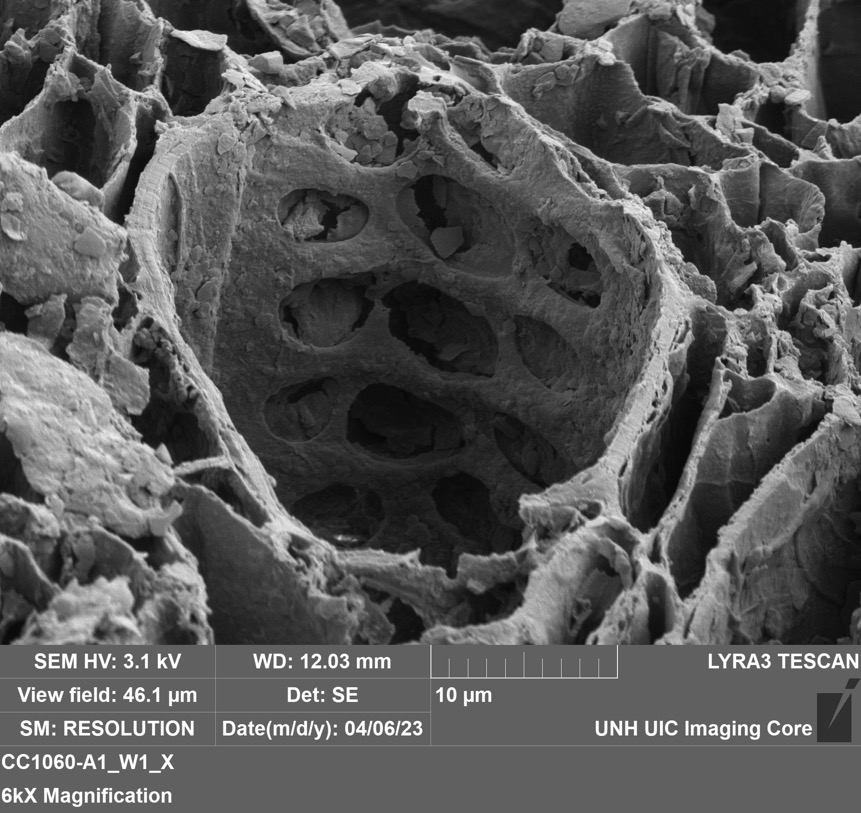 SEM HV: 3.1 kV
WD: 12.03 mm
LYRA3 TESCAN
View field: 46.1 µm
Det: SE
10 µm
SM: RESOLUTION
Date(m/d/y): 04/06/23
UNH UIC Imaging Core
CC1060-A1_W1_X
6kX Magnification